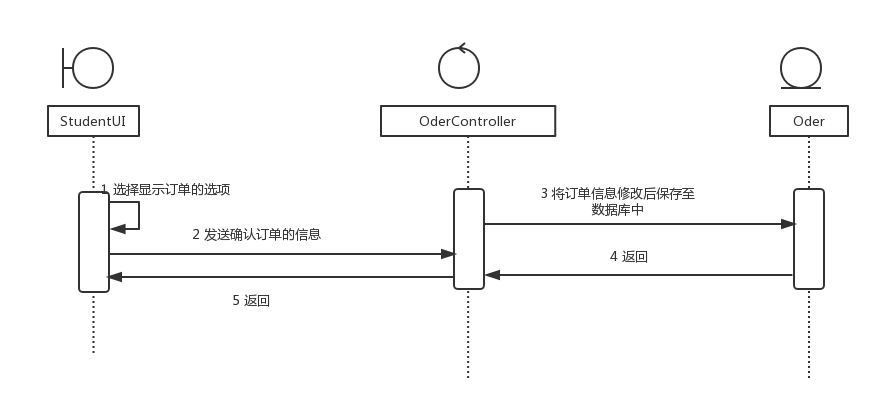 StudentUI
OderController
Oder
1 选择显示订单的选项
3 将订单信息修改后保存至
数据库中
2 发送确认订单的信息
4 返回
5 返回